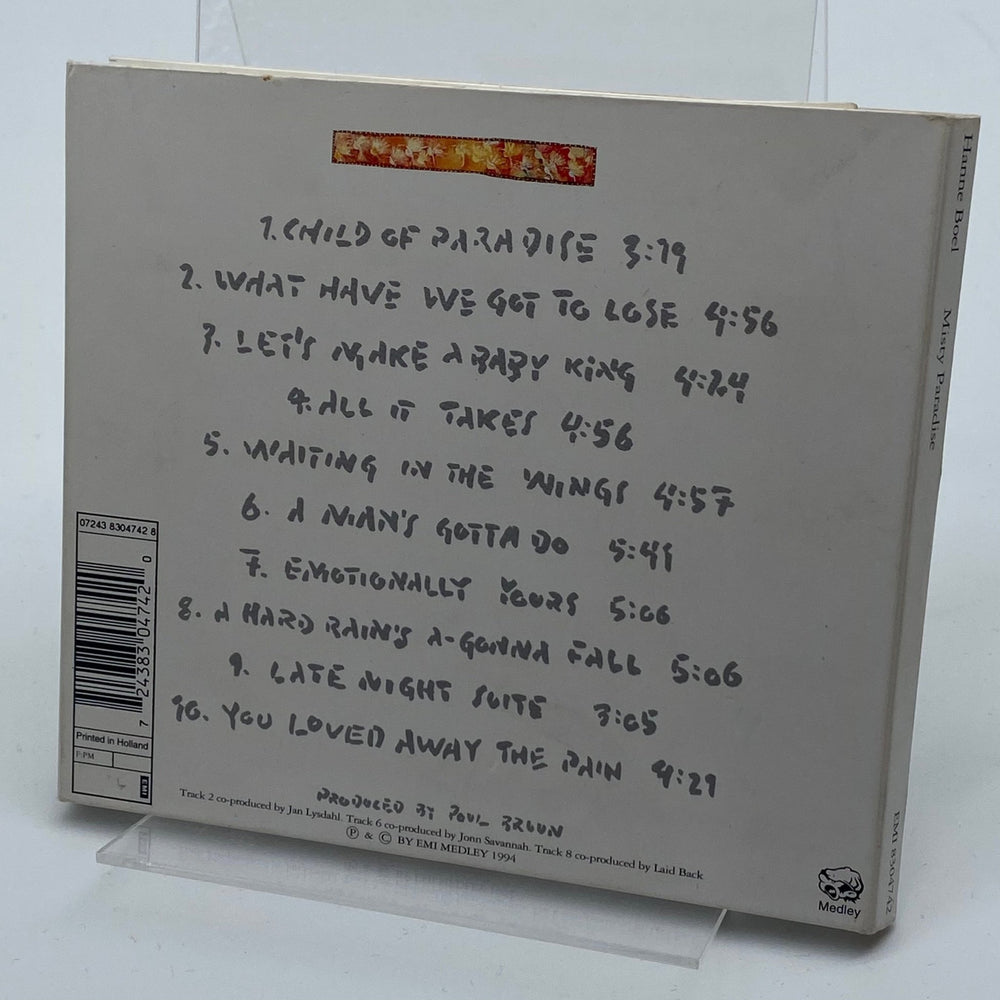 1. CHILD OF PARADISE 3:19
2. WHAT HAVE WE GOT TO LOSE 4:56
3. LET'S MAKE A BABY KING 4:24
4. ALL IT TAKES 4:56
5. WAITING IN THE WINGS 4:57
6. A MAN'S GOTTA DO 5:41
7. EMOTIONALLY YOURS 5:06
8. A HARD RAIN'S A-GONNA FALL 5:06
9. LATE NIGHT SUITE 3:05
10. YOU LOVED AWAY THE PAIN 4:29
PRODUCED BY POUL BRUUN
Track 2 co-produced by Jan Lysdahl. Track 6 co-produced by Jonn Savannah. Track 8 co-produced by Laid Back
Ⓟ & © BY EMI MEDLEY 1994
07243 8304742 8
7 24383 04742 0
Printed in Holland
F: PM
EMI
Medley
Hanne Boel Misty Paradise EMI 8304742